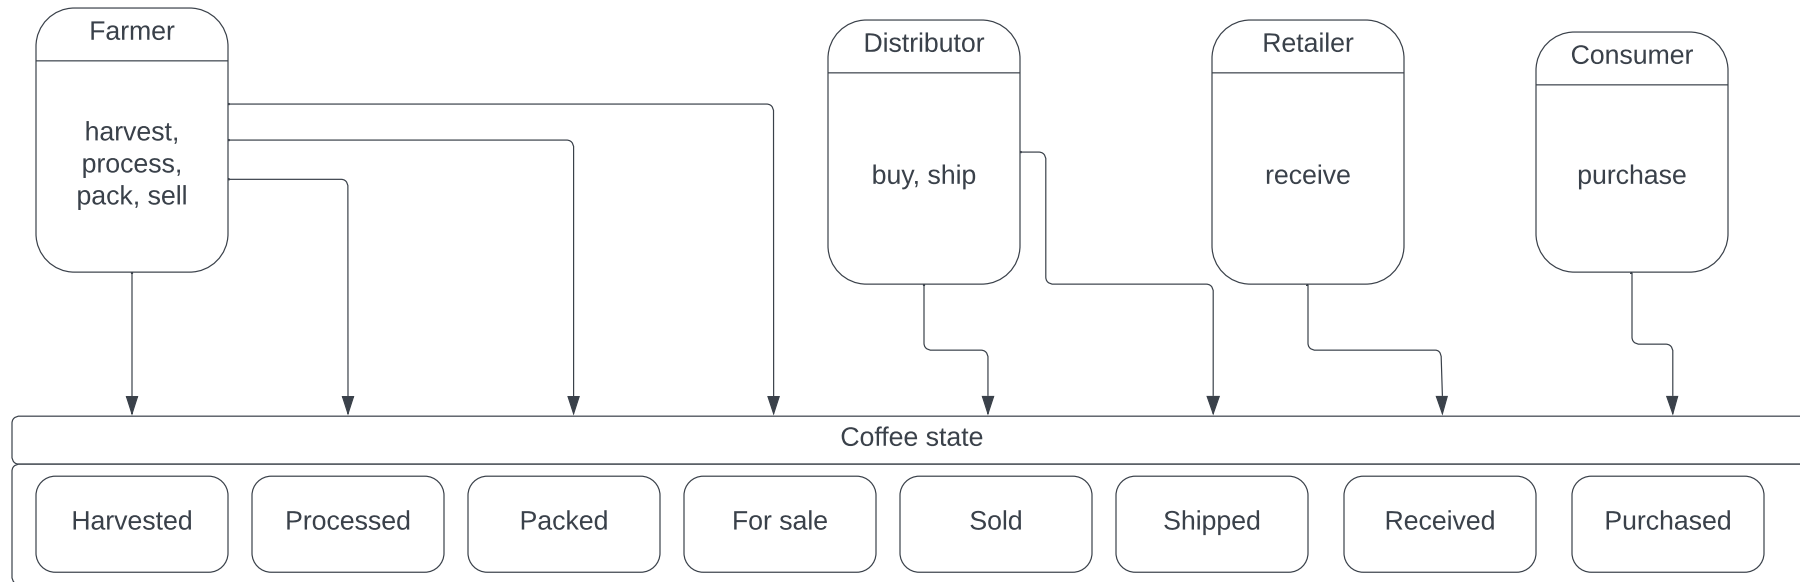 Farmer
Distributor
Retailer
Consumer
harvest,
process,
pack, sell
buy, ship
receive
purchase
Coffee state
Harvested
Processed
Packed
For sale
Sold
Shipped
Received
Purchased